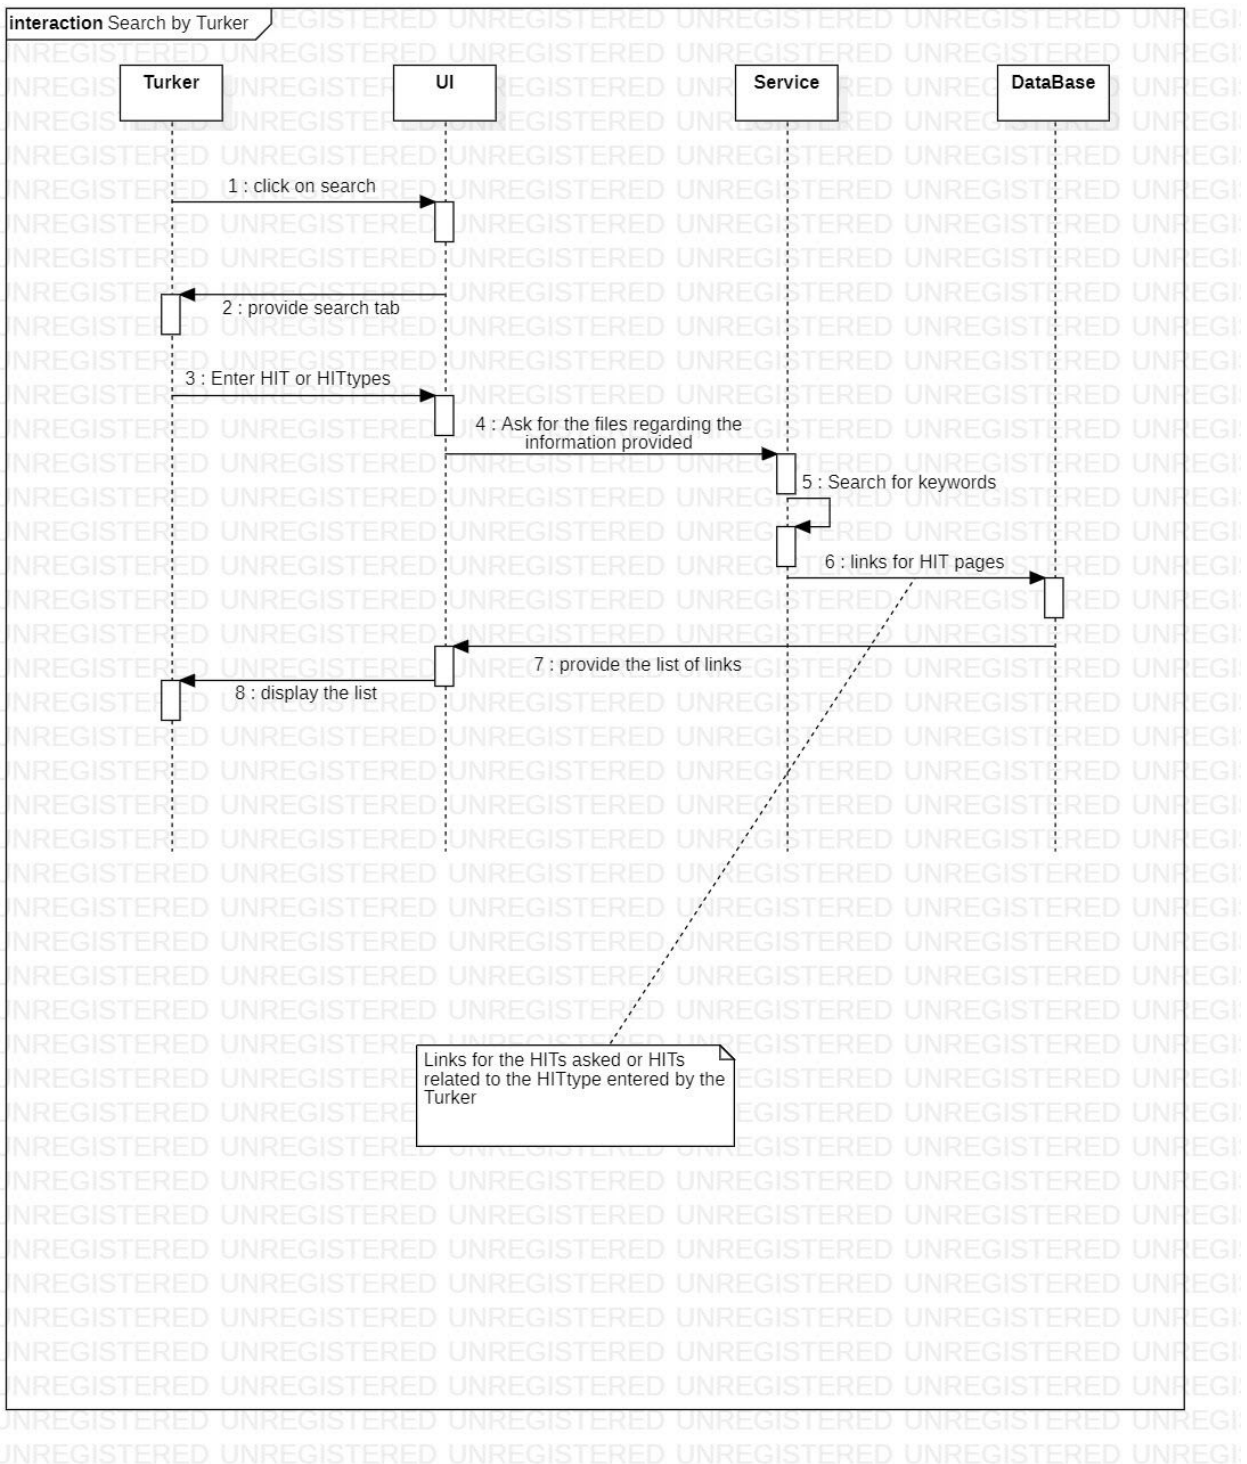 interaction Search by Turker
Turker
UI
Service
DataBase
1 : click on search
2 : provide search tab
3 : Enter HIT or HITtypes
4 : Ask for the files regarding the
information provided
5 : Search for keywords
6 : links for HIT pages
7 : provide the list of links
8 : display the list
Links for the HITs asked or HITs
related to the HITtype entered by the
Turker
UNREGISTERED